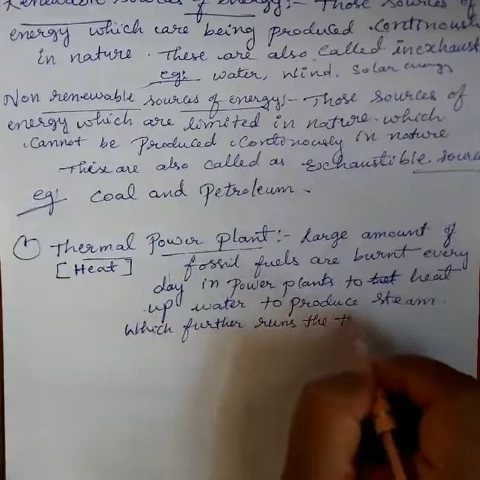 Renewable sources of energy:- Those sources of
energy which are being produced continously
in nature. These are also called inexhaust
eg:- water, wind, solar energy
Non renewable sources of energy:- Those sources of
energy which are limited in nature which
cannot be Produced continously in nature
These are also called as Exhaustible sour
eg:- Coal and Petroleum.
① Thermal Power plant:- Large amount of
[Heat] fossil fuels are burnt every
day in Power plants to heat
up water to produce steam.
Which further runs the t